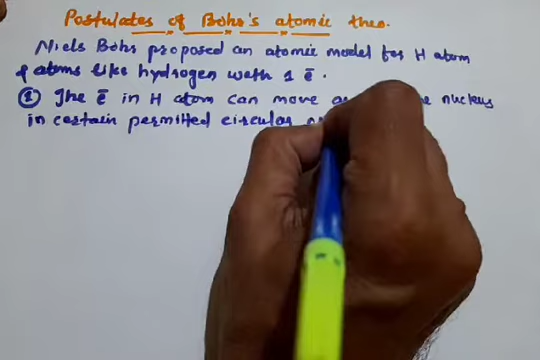 Postulates of Bohr's atomic theo.
Niels Bohr proposed an atomic model for H atom
& atoms like hydrogen with 1 ē.
① The ē in H atom can move nucleus
in certain permitted circular